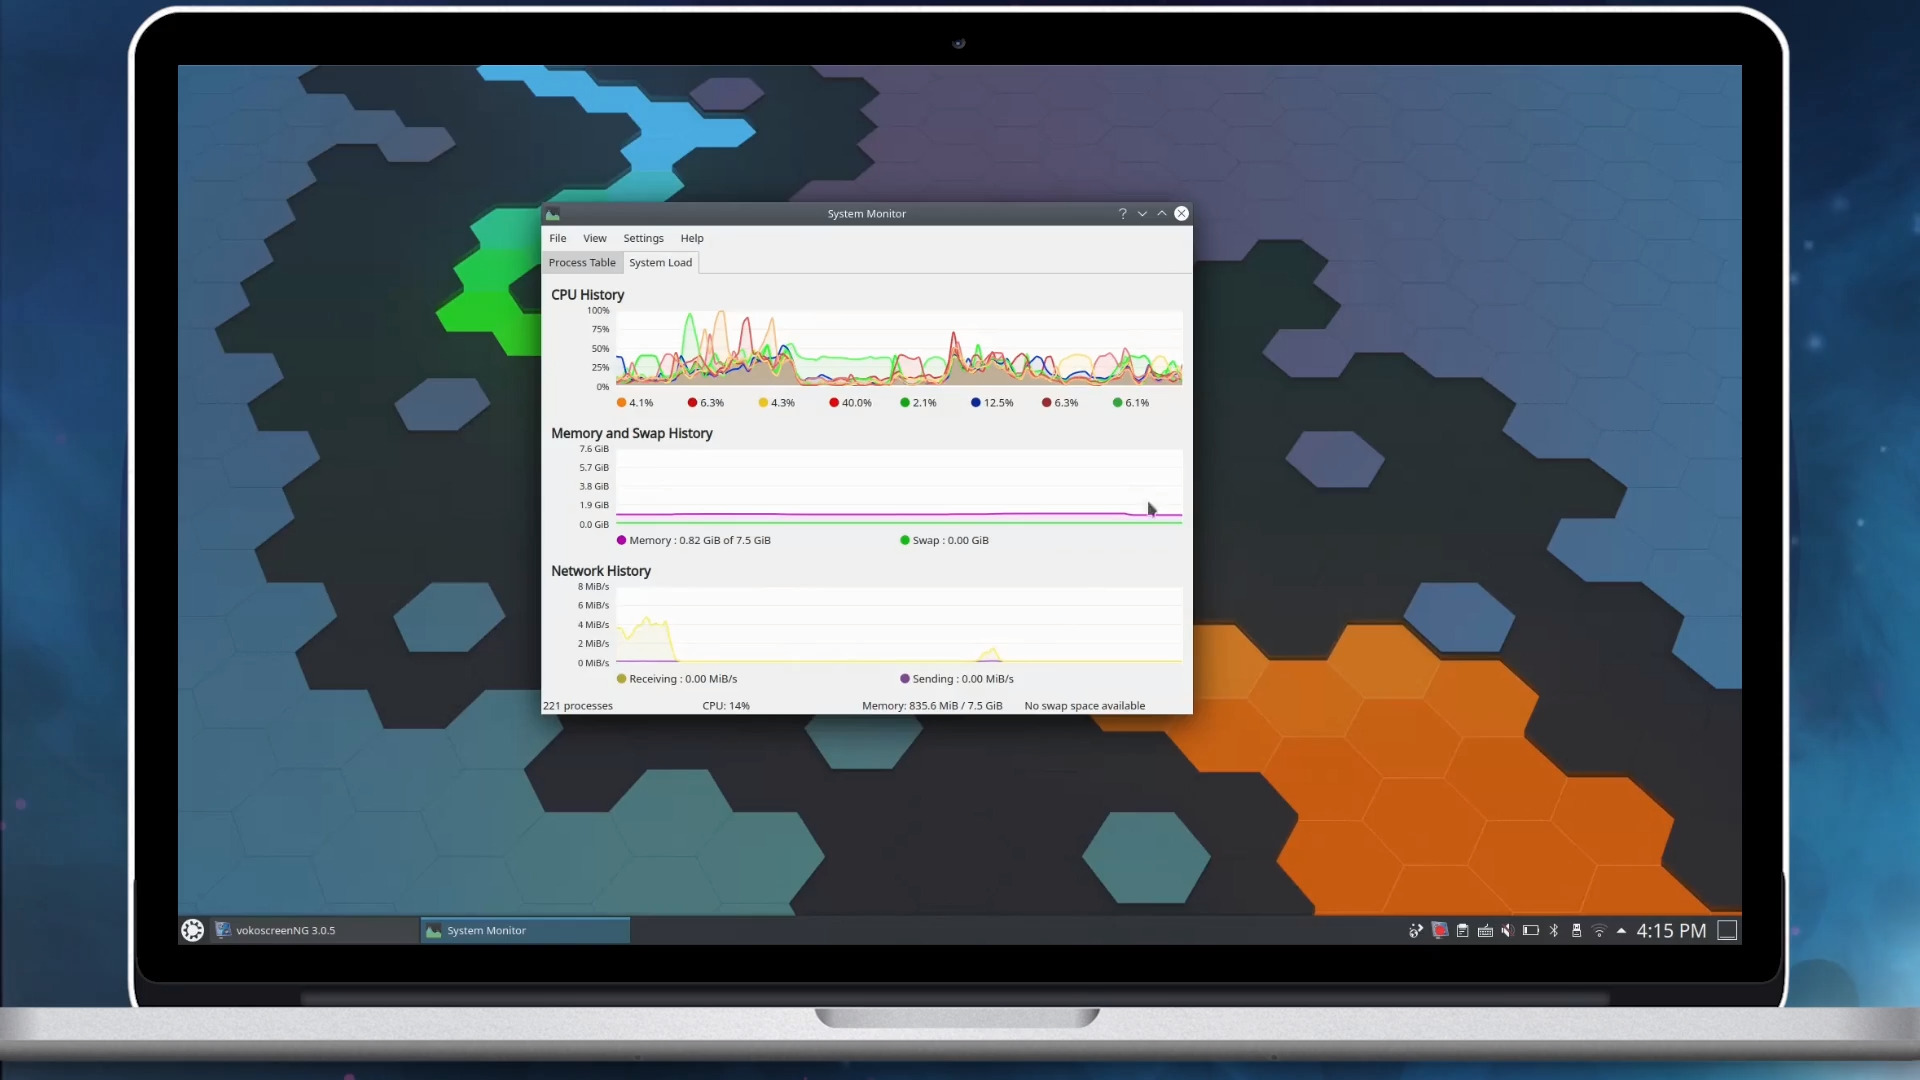 System Monitor
?
File View Settings Help
Process Table System Load
CPU History
100%
75%
50%
25%
0%
4.1% 6.3% 4.3% 40.0% 2.1% 12.5% 6.3% 6.1%
Memory and Swap History
7.6 GiB
5.7 GiB
3.8 GiB
1.9 GiB
0.0 GiB
Memory : 0.82 GiB of 7.5 GiB Swap : 0.00 GiB
Network History
8 MiB/s
6 MiB/s
4 MiB/s
2 MiB/s
0 MiB/s
Receiving : 0.00 MiB/s Sending : 0.00 MiB/s
221 processes CPU: 14% Memory: 835.6 MiB / 7.5 GiB No swap space available
vokoscreenNG 3.0.5 System Monitor 4:15 PM